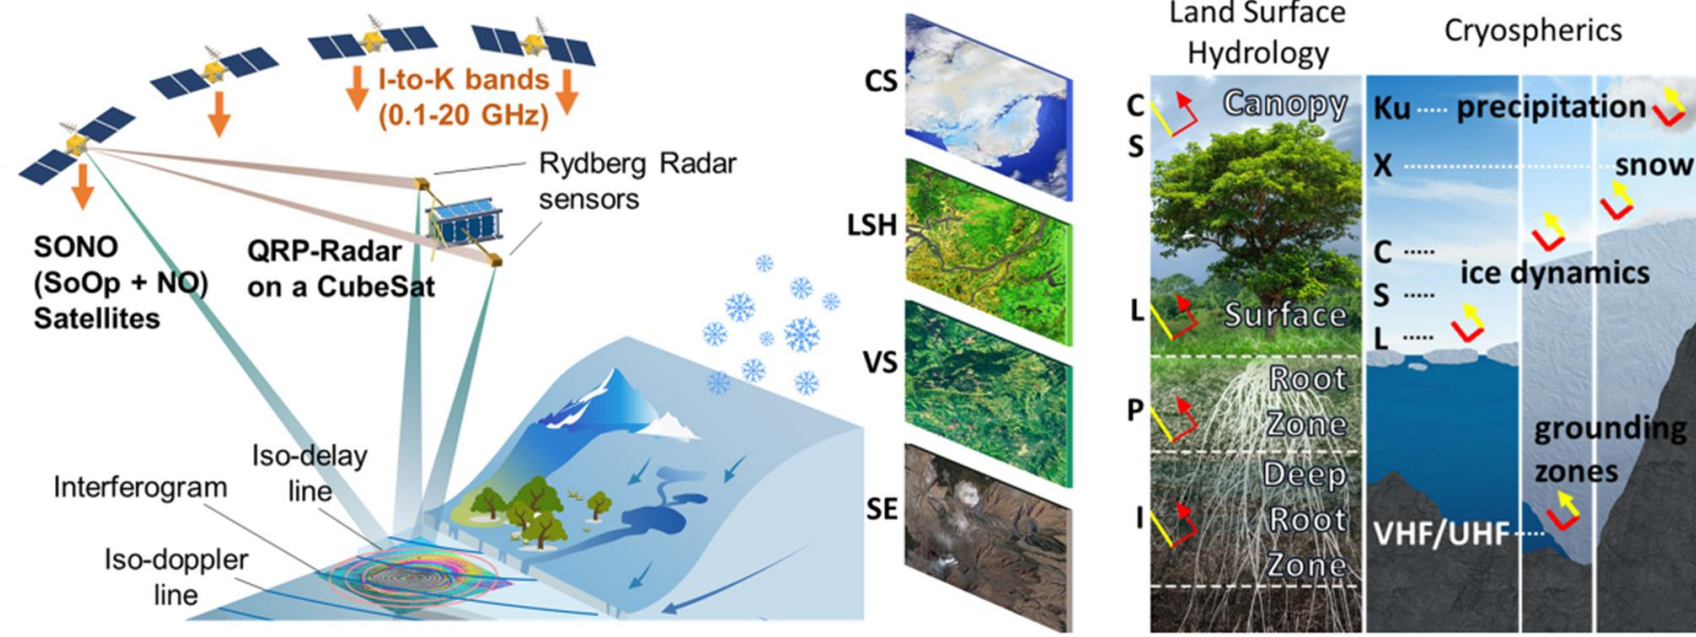 I-to-K bands
(0.1-20 GHz)
Rydberg Radar
sensors
SONO
(SoOp + NO)
Satellites
QRP-Radar
on a CubeSat
Iso-delay
line
Interferogram
Iso-doppler
line
CS
LSH
VS
SE
Land Surface
Hydrology
C
S
Canopy
L
Surface
P
Root
Zone
I
Deep
Root
Zone
Cryospherics
Ku ..... precipitation
X ..... snow
C .....
ice dynamics
S .....
L .....
grounding
zones
VHF/UHF .....